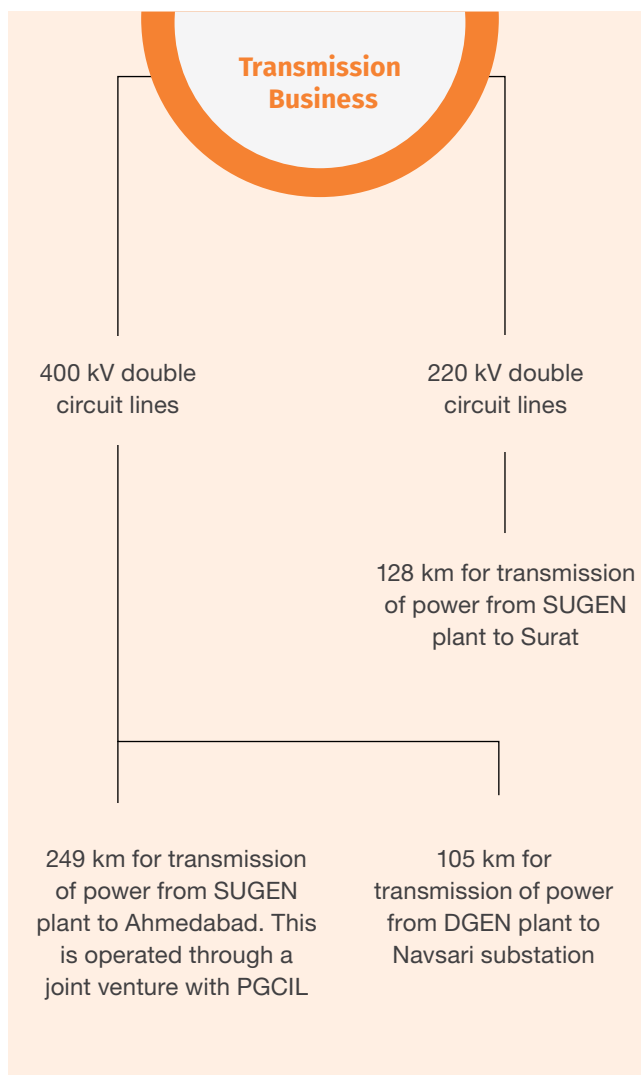 Transmission
Business
400 kV double
circuit lines
220 kV double
circuit lines
128 km for transmission
of power from SUGEN
plant to Surat
249 km for transmission
of power from SUGEN
plant to Ahmedabad. This
is operated through a
joint venture with PGCIL
105 km for
transmission of power
from DGEN plant to
Navsari substation